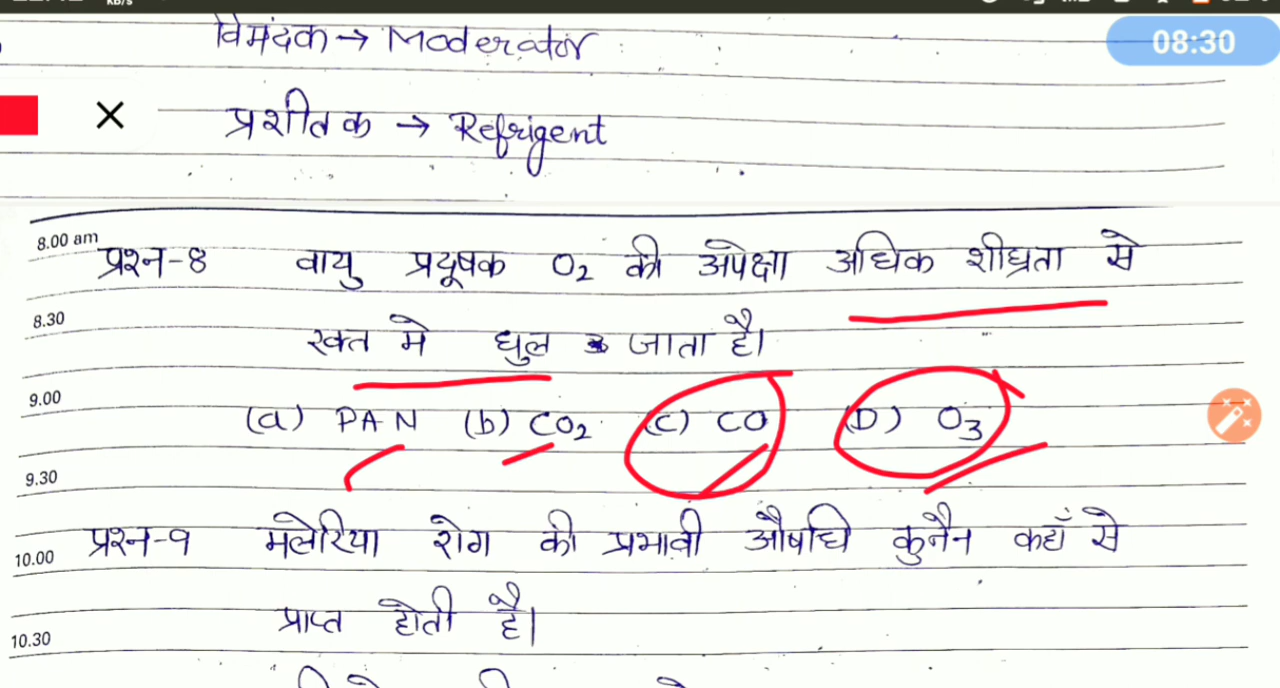 KB/s
विमंदक → Moderator
08:30
× प्रशीतक → Refrigent
8.00 am
प्रश्न-8 वायु प्रदूषक O₂ की अपेक्षा अधिक शीघ्रता से
8.30
रक्त मे घुल जाता है।
9.00
(a) PAN (b) CO₂ (c) CO (D) O₃
9.30
प्रश्न-९ मलेरिया रोग की प्रभावी औषधि कुनैन कहाँ से
10.00
प्राप्त होती है।
10.30